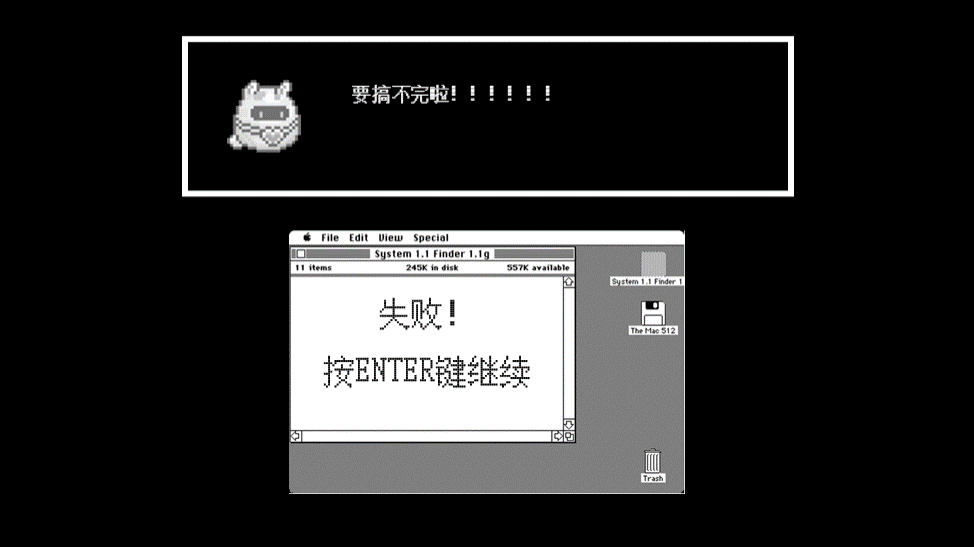 要搞不完啦！！！！！！
File Edit View Special
System 1.1 Finder 1.1g
11 items 245K in disk 557K available
System 1.1 Finder 1
失败！
The Mac 512
按ENTER键继续
Trash